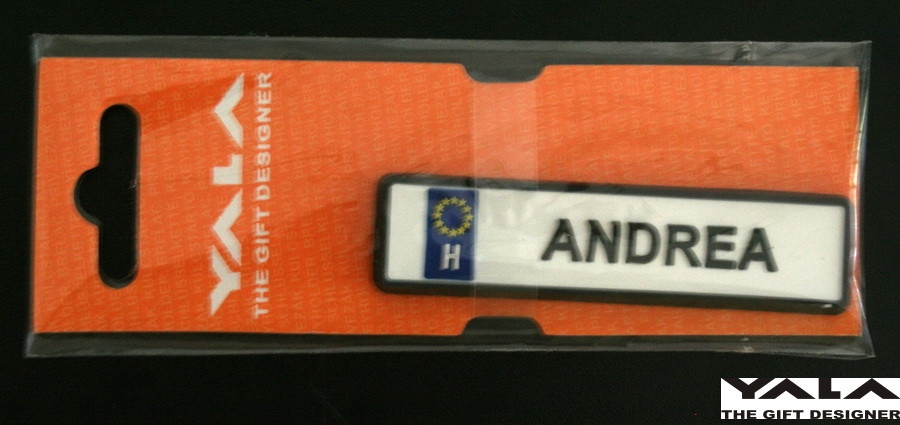 YALA
THE GIFT DESIGNER
H
ANDREA
YALA
THE GIFT DESIGNER